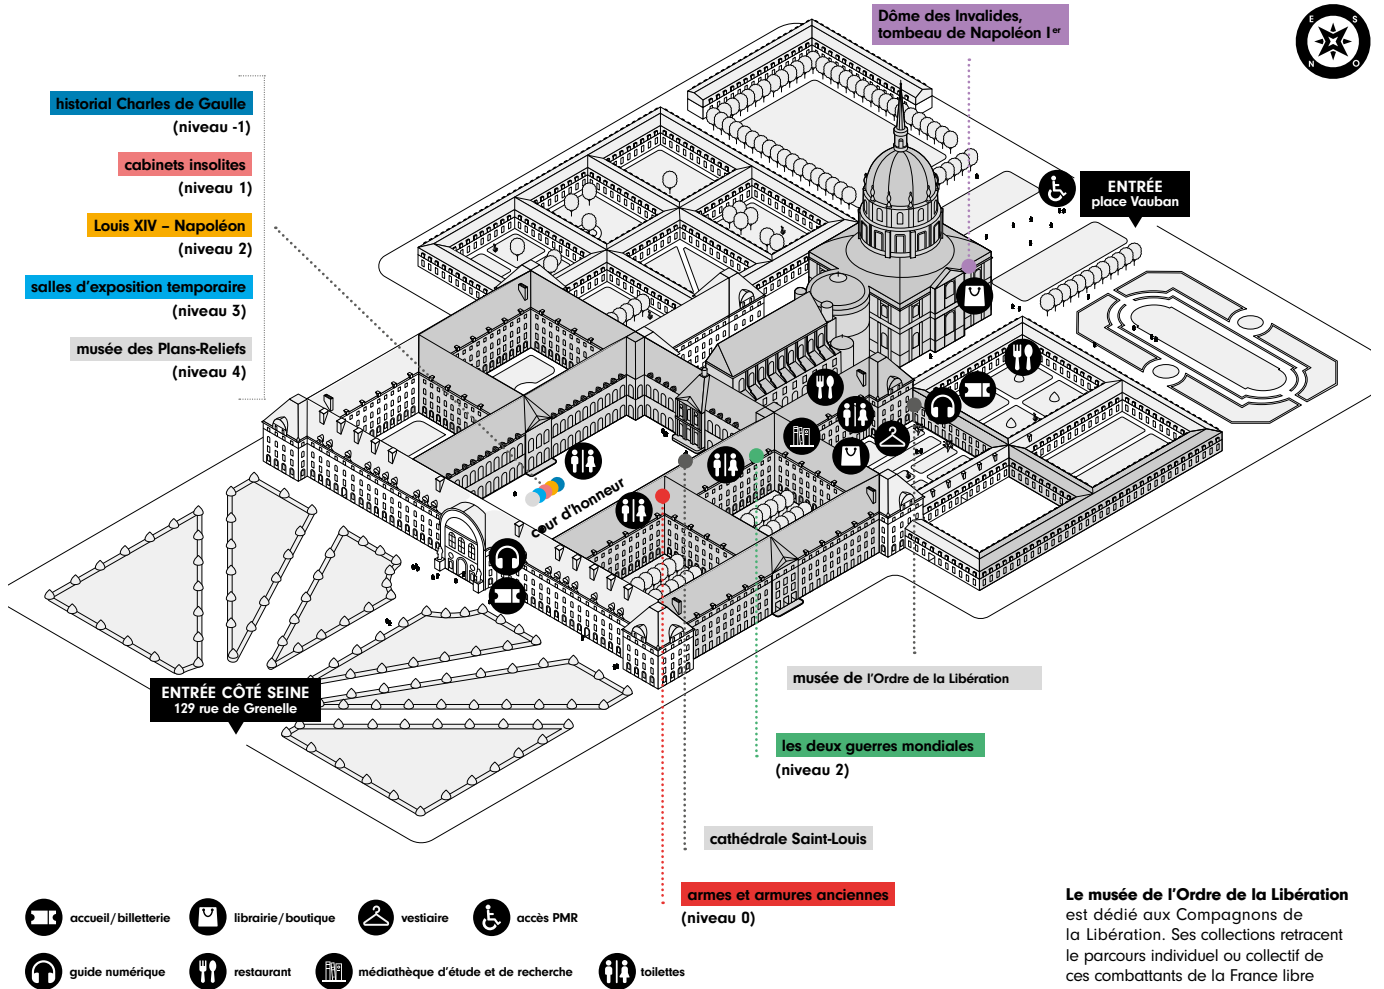 Dôme des Invalides,
tombeau de Napoléon Ier
E
S
N
O
historial Charles de Gaulle
(niveau -1)
cabinets insolites
(niveau 1)
Louis XIV – Napoléon
(niveau 2)
salles d'exposition temporaire
(niveau 3)
musée des Plans-Reliefs
(niveau 4)
ENTRÉE
place Vauban
cour d'honneur
ENTRÉE CÔTÉ SEINE
129 rue de Grenelle
musée de l'Ordre de la Libération
les deux guerres mondiales
(niveau 2)
cathédrale Saint-Louis
armes et armures anciennes
(niveau 0)
accueil/billetterie
librairie/boutique
vestiaire
accès PMR
guide numérique
restaurant
médiathèque d'étude et de recherche
toilettes
Le musée de l'Ordre de la Libération
est dédié aux Compagnons de
la Libération. Ses collections retracent
le parcours individuel ou collectif de
ces combattants de la France libre